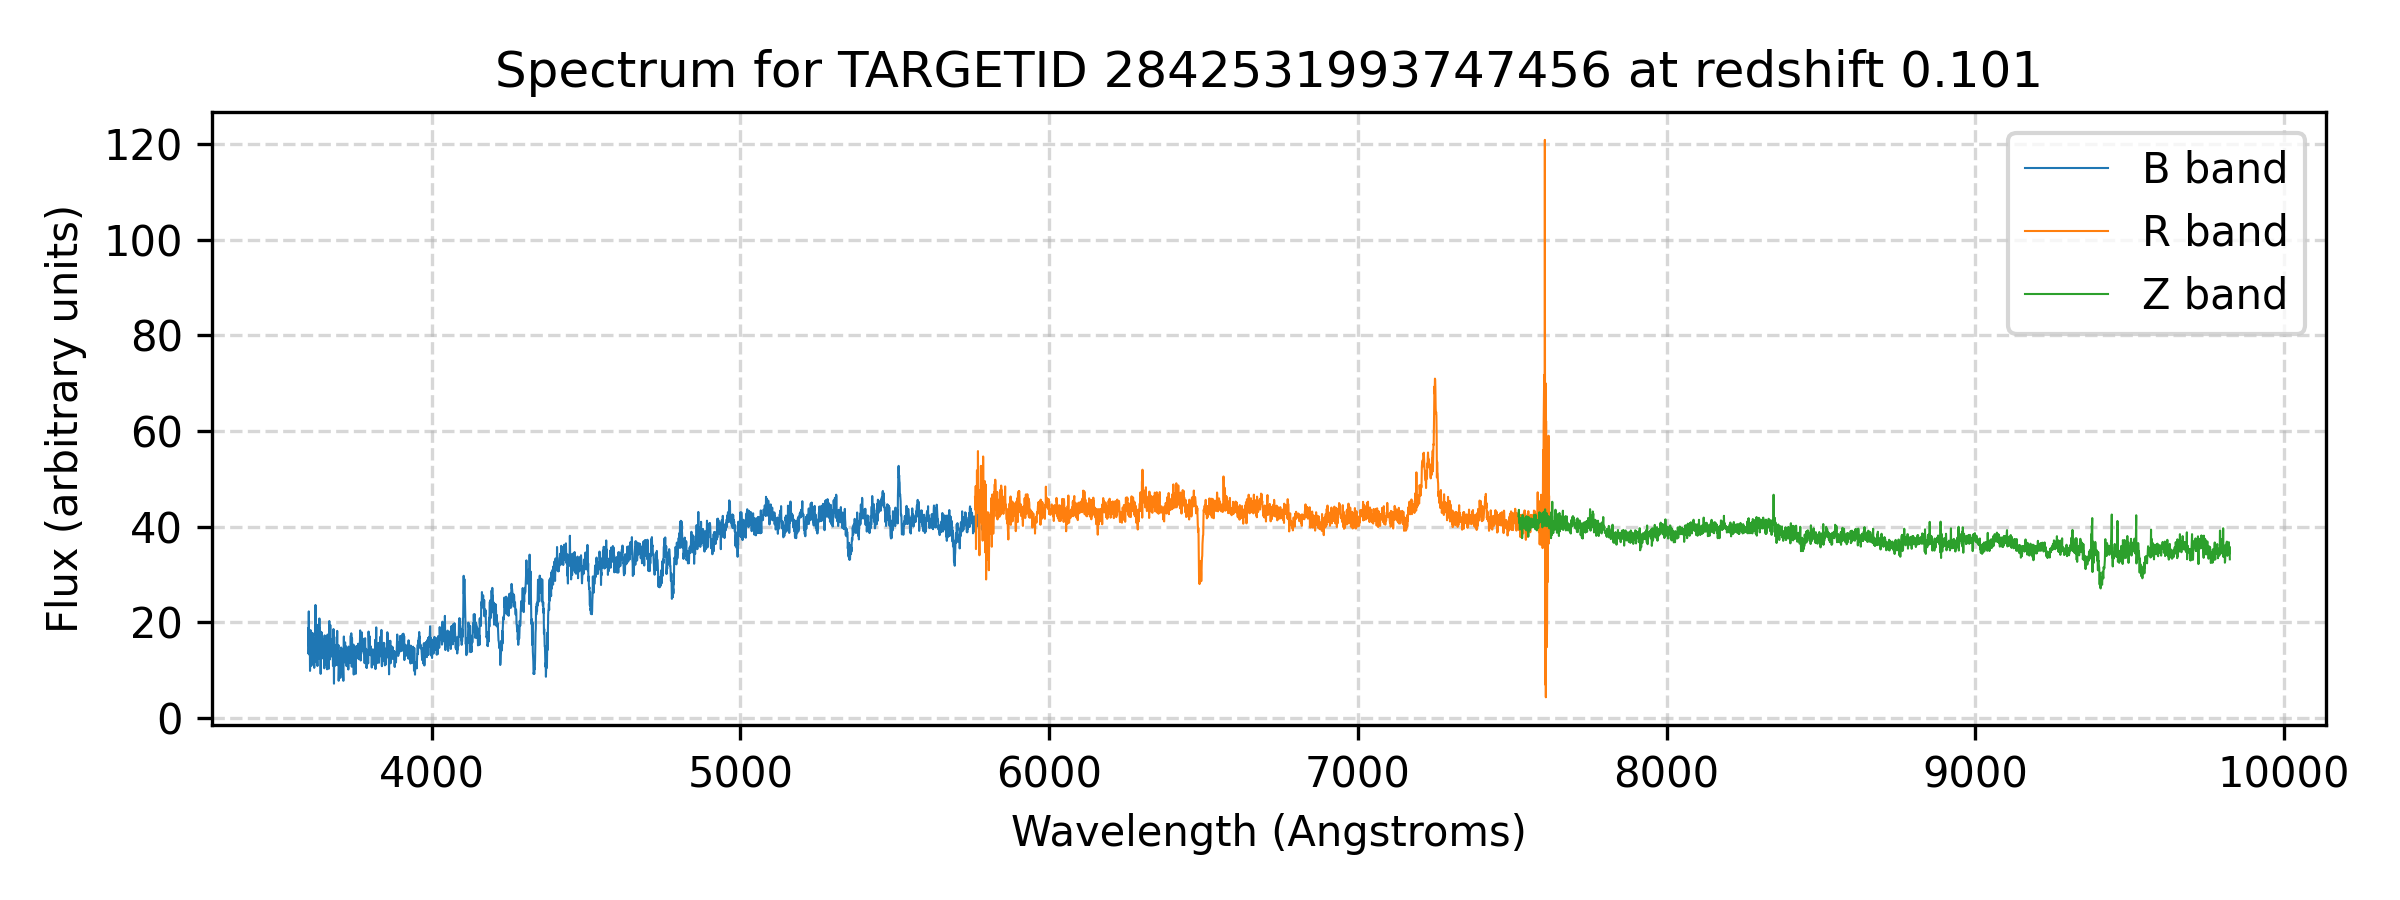 Spectrum for TARGETID 2842531993747456 at redshift 0.101
120
100
80
60
40
20
0
Flux (arbitrary units)
B band
R band
Z band
4000 5000 6000 7000 8000 9000 10000
Wavelength (Angstroms)